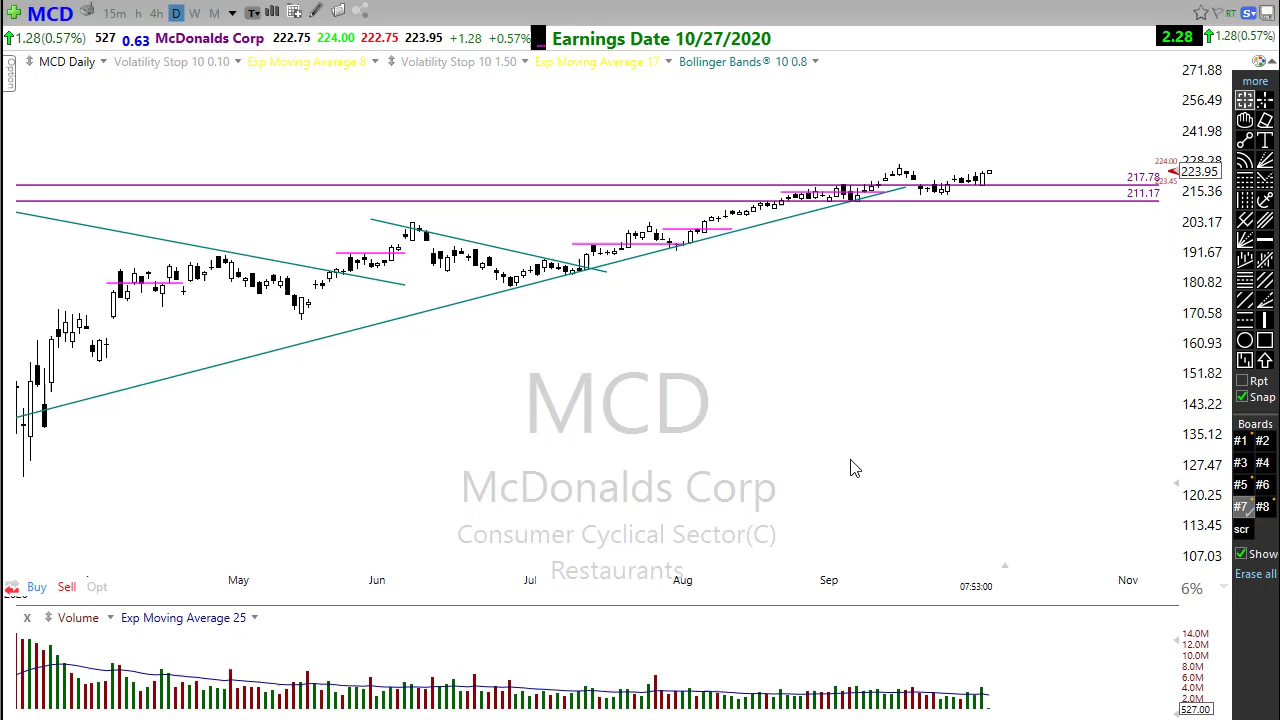 MCD 15m h 4h D W M T RT S
1.28(0.57%) 527 0.63 McDonalds Corp 222.75 224.00 222.75 223.95 +1.28 +0.57% ... Earnings Date 10/27/2020 2.28 1.28(0.57%)
Option
MCD Daily Volatility Stop 10 0.10 Exp Moving Average 8 Volatility Stop 10 1.50 Exp Moving Average 17 Bollinger Bands® 10 0.8
271.88
256.49
241.98
228.28
224.00
223.95
223.45
217.78
215.36
211.17
203.17
191.67
180.82
170.58
160.93
151.82
143.22
135.12
127.47
120.25
113.45
107.03
MCD
McDonalds Corp
Consumer Cyclical Sector(C)
Restaurants
May Jun Jul Aug Sep 07:53:00 Nov
Buy Sell Opt 6%
x Volume Exp Moving Average 25
14.0M
12.0M
10.0M
8.0M
6.0M
4.0M
2.0M
527.00
more
T
Rpt
Snap
Boards
#1 #2
#3 #4
#5 #6
#7 #8
scr
Show
Erase all